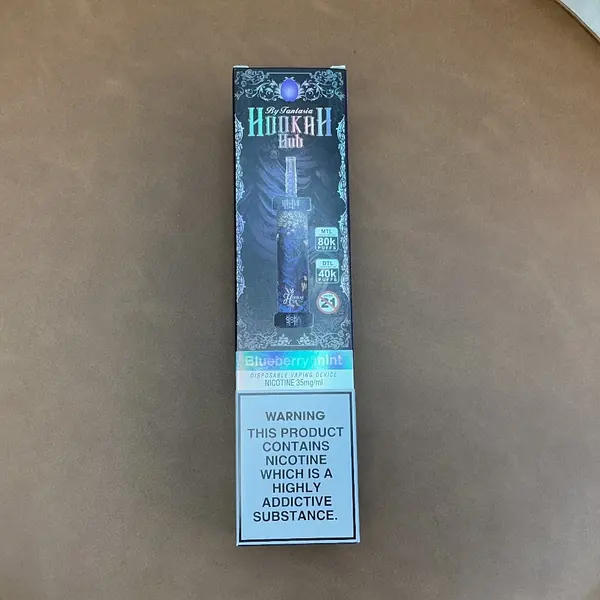 By Fantasia
HOOKAH
Hub
MTL
80k
PUFFS
DTL
40k
PUFFS
21
Blueberry mint
DISPOSABLE VAPING DEVICE
NICOTINE 35mg/ml
WARNING
THIS PRODUCT
CONTAINS
NICOTINE
WHICH IS A
HIGHLY
ADDICTIVE
SUBSTANCE.